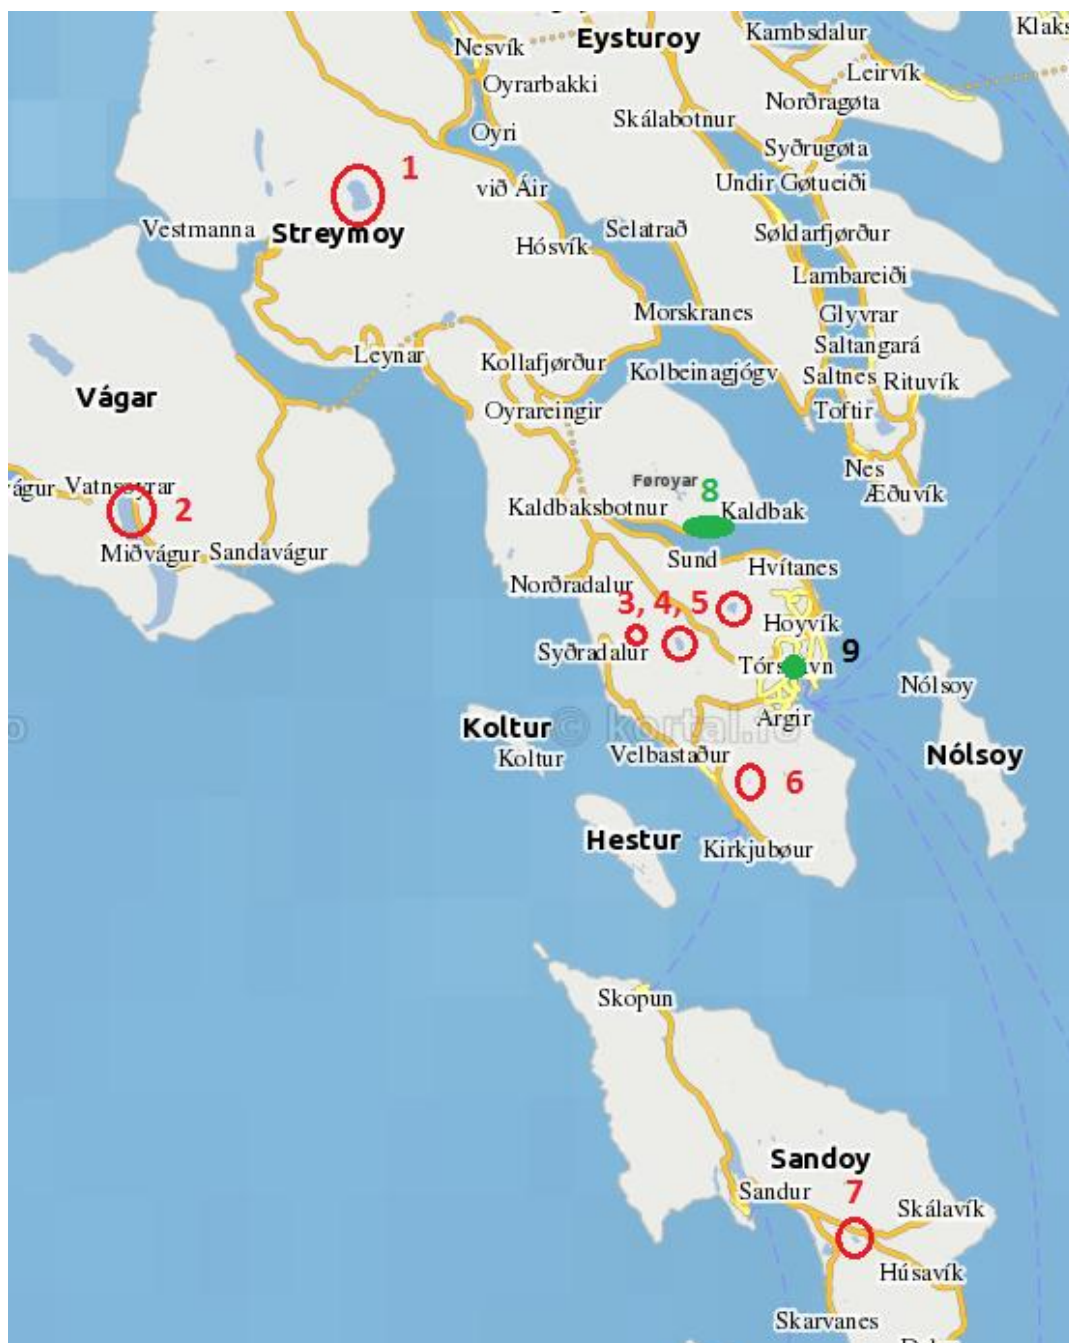 Klaks
Kambsdalur
Eysturoy
Nesvík
Leirvík
Oyrarbakki
Norðragøta
Skálabotnur
Oyri
Syðrugøta
1
við Áir
Undir Gøtueiði
Vestmanna
Streymoy
Selatrað
Søldarfjørður
Hósvík
Lambareiði
Morskranes
Glyvrar
Leynar
Saltangará
Kollafjørður
Kolbeinagjógv
Saltnes
Rituvík
Vágar
Oyrareingir
Toftir
Nes
Føroyar
vágur
Vatnsoyrar
8
Æðuvík
2
Kaldbaksbotnur
Kaldbak
Miðvágur
Sandavágur
Sund
Hvítanes
Norðradalur
3, 4, 5
Hoyvík
Syðradalur
9
Tórshavn
Nólsoy
Argir
Koltur
© kortal.fo
o
Koltur
Velbastaður
Nólsoy
6
Hestur
Kirkjubøur
Skopun
Sandoy
Sandur
7
Skálavík
Húsavík
Skarvanes